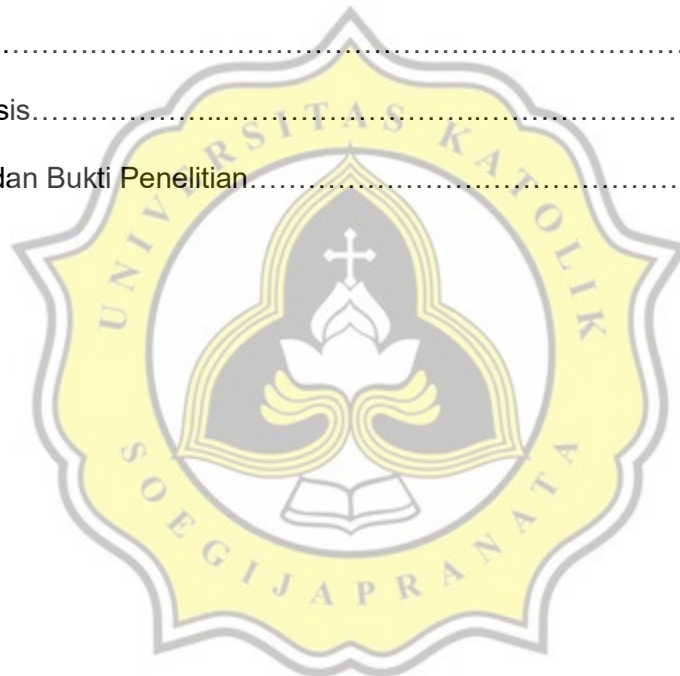 ………………………………………………………………
sis………………………………………………………
dan Bukti Penelitian……………………………………
UNIVERSITAS KATOLIK
SOEGIJAPRANATA